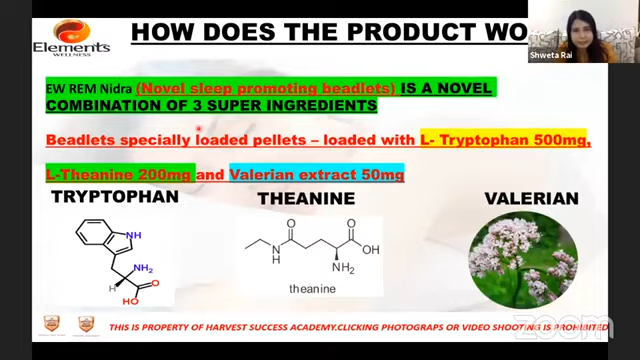 HOW DOES THE PRODUCT WO
Elements
WELLNESS
Shweta Rai
EW REM Nidra (Novel sleep promoting beadlets) IS A NOVEL
COMBINATION OF 3 SUPER INGREDIENTS
Beadlets specially loaded pellets – loaded with L- Tryptophan 500mg,
L-Theanine 200mg and Valerian extract 50mg
TRYPTOPHAN THEANINE VALERIAN
NH
NH2
H
O
HO
O
O
N
H
OH
NH2
theanine
zoom
THIS IS PROPERTY OF HARVEST SUCCESS ACADEMY.CLICKING PHOTOGRAPS OR VIDEO SHOOTING IS PROHIBITED